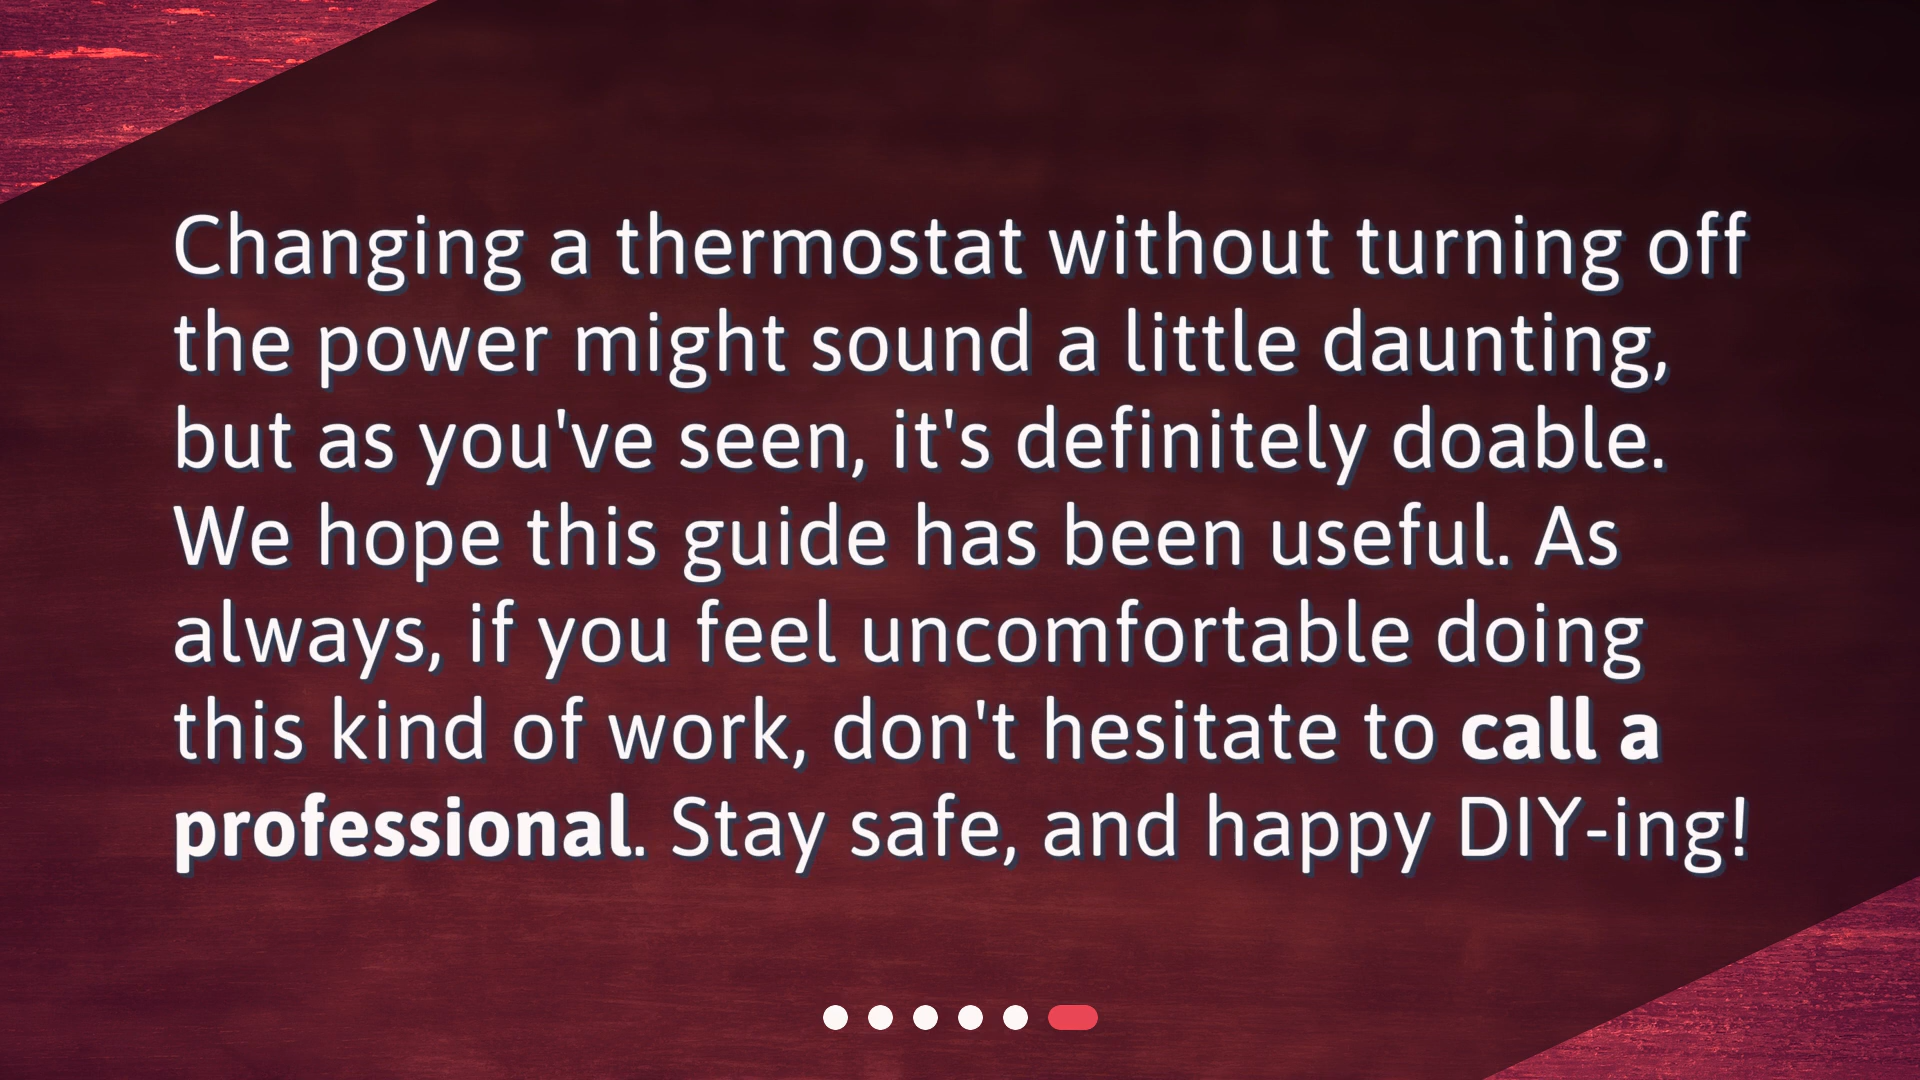 Changing a thermostat without turning off
the power might sound a little daunting,
but as you've seen, it's definitely doable.
We hope this guide has been useful. As
always, if you feel uncomfortable doing
this kind of work, don't hesitate to call a
professional. Stay safe, and happy DIY-ing!